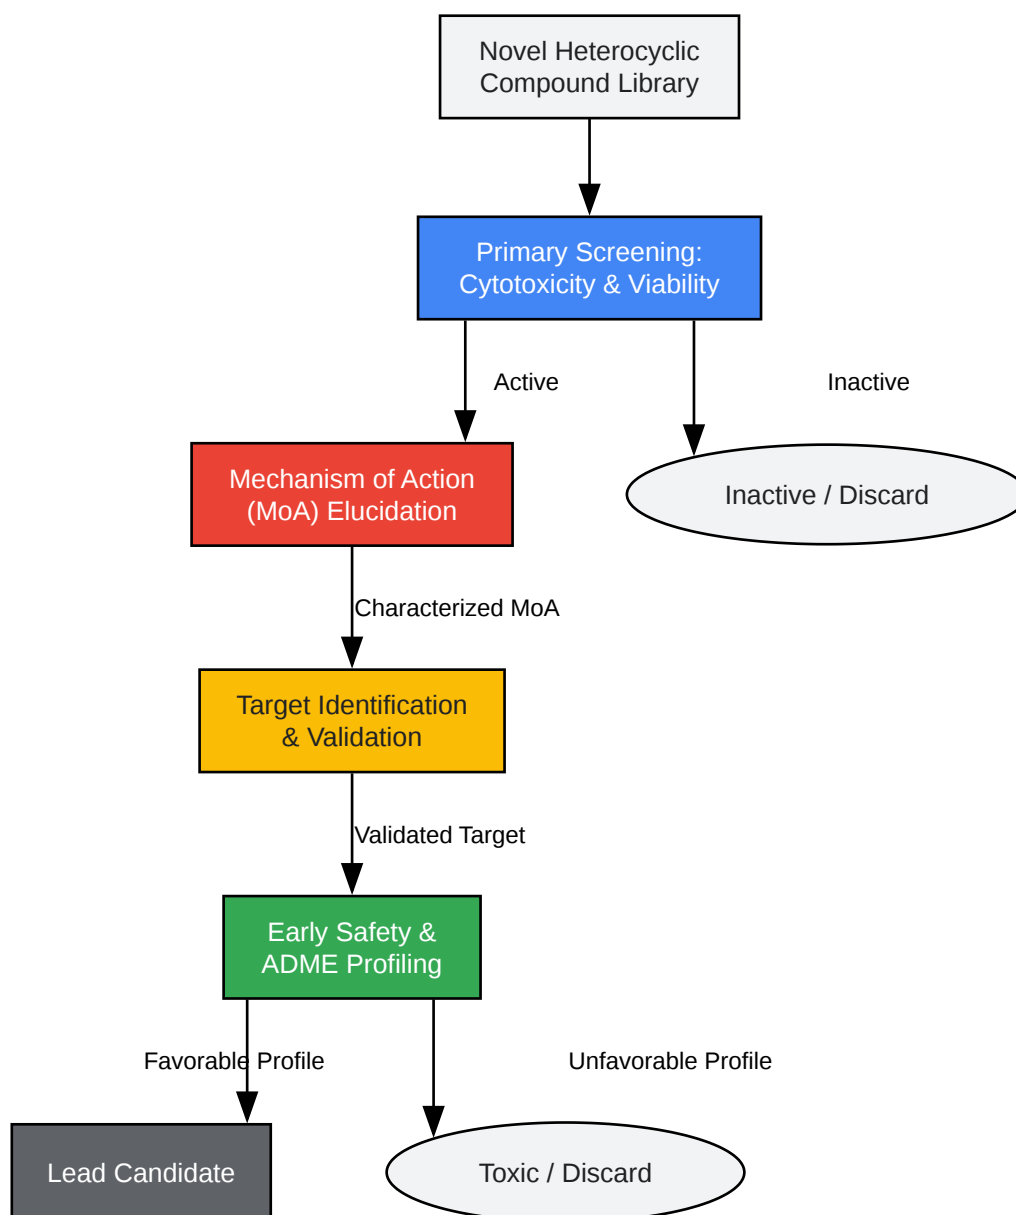 Novel Heterocyclic
Compound Library
Primary Screening:
Cytotoxicity & Viability
Active
Inactive
Mechanism of Action
(MoA) Elucidation
Inactive / Discard
Characterized MoA
Target Identification
& Validation
Validated Target
Early Safety &
ADME Profiling
Favorable Profile
Unfavorable Profile
Lead Candidate
Toxic / Discard